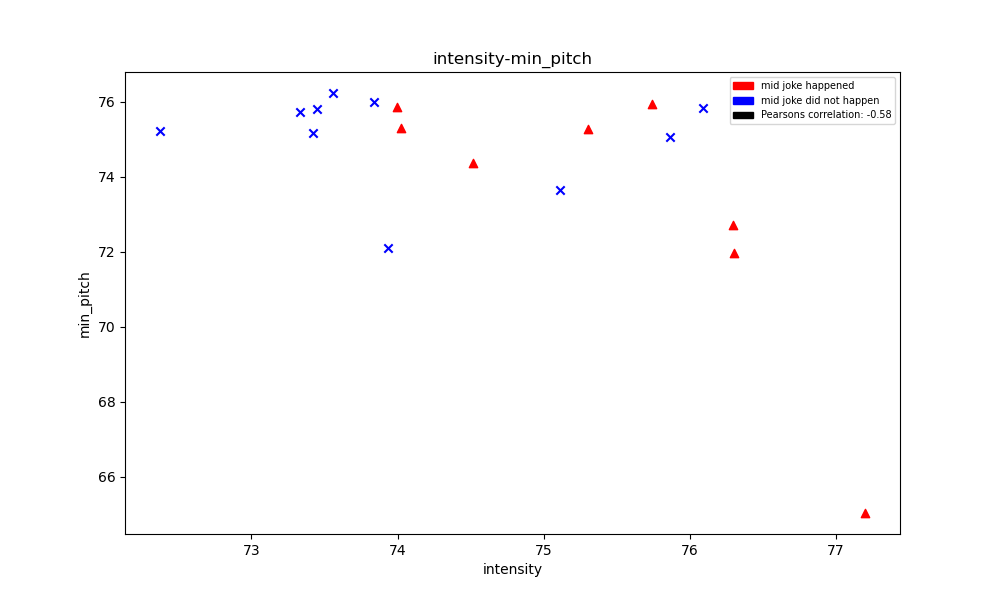 intensity-min_pitch
mid joke happened
mid joke did not happen
Pearsons correlation: -0.58
min_pitch
76
74
72
70
68
66
73
74
75
76
77
intensity